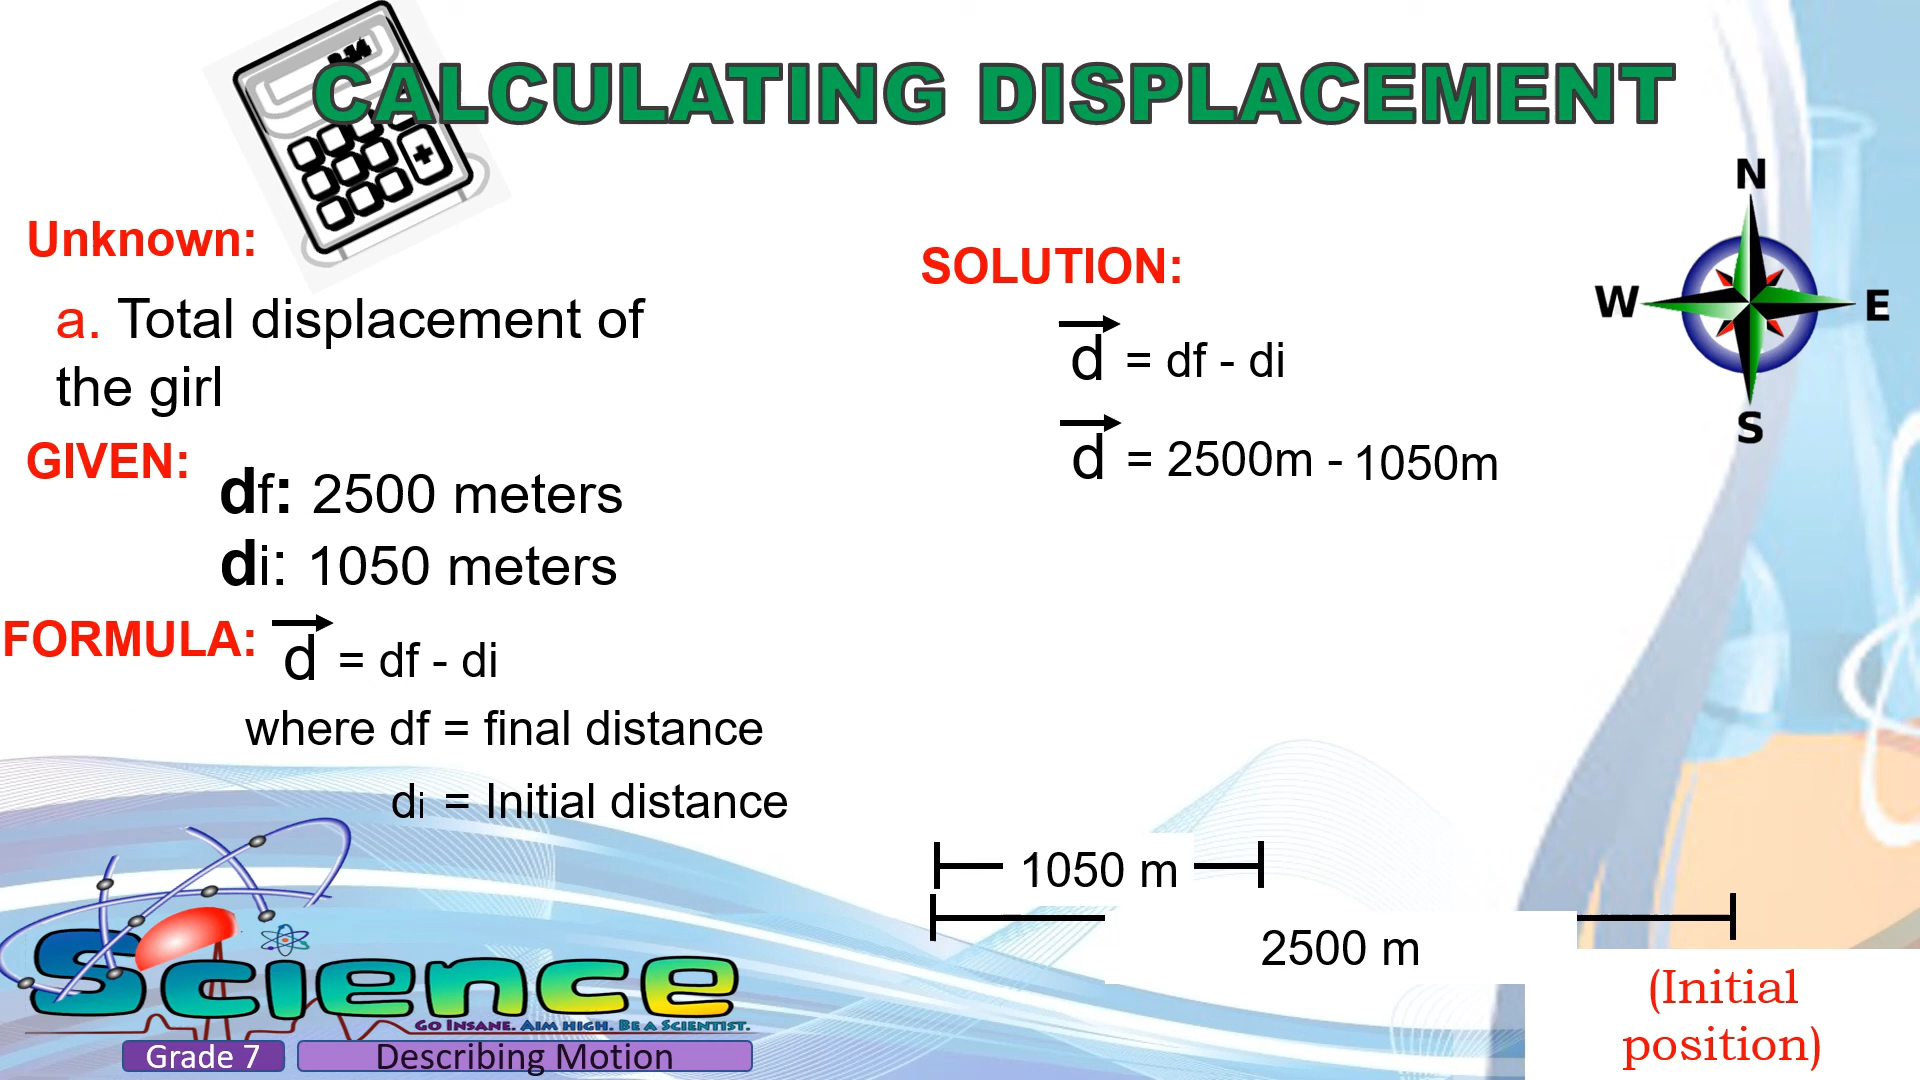 CALCULATING DISPLACEMENT
N
W E
S
Unknown:
a. Total displacement of
the girl
GIVEN:
df: 2500 meters
di: 1050 meters
FORMULA: d = df - di
where df = final distance
di = Initial distance
SOLUTION:
d = df - di
d = 2500m - 1050m
1050 m
2500 m
(Initial
position)
Science
GO INSANE. AIM HIGH. BE A SCIENTIST.
Grade 7
Describing Motion